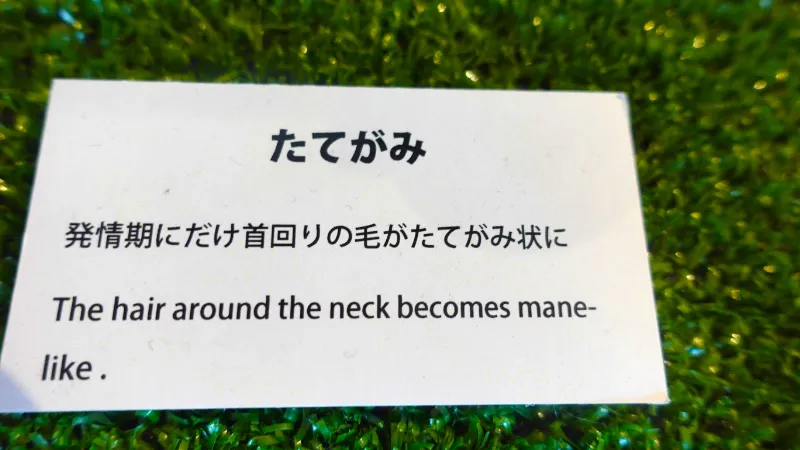 たてがみ
発情期にだけ首回りの毛がたてがみ状に
The hair around the neck becomes mane-
like .